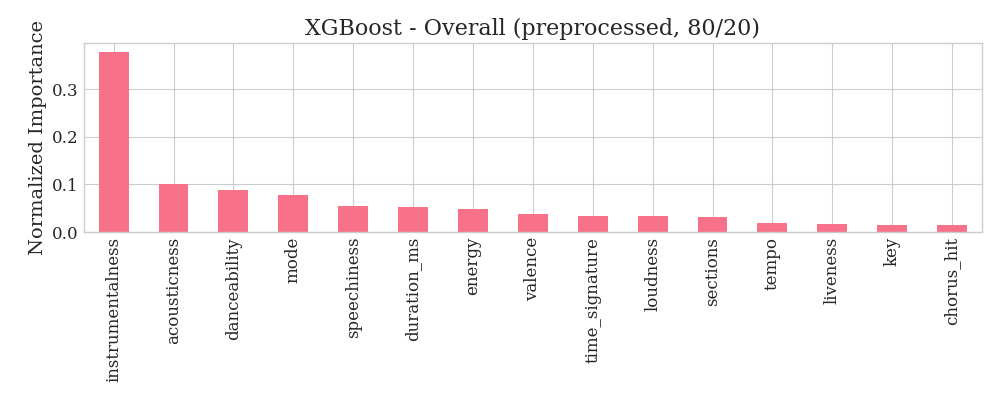 XGBoost - Overall (preprocessed, 80/20)
Normalized Importance
0.3
0.2
0.1
0.0
instrumentalness
acousticness
danceability
mode
speechiness
duration_ms
energy
valence
time_signature
loudness
sections
tempo
liveness
key
chorus_hit